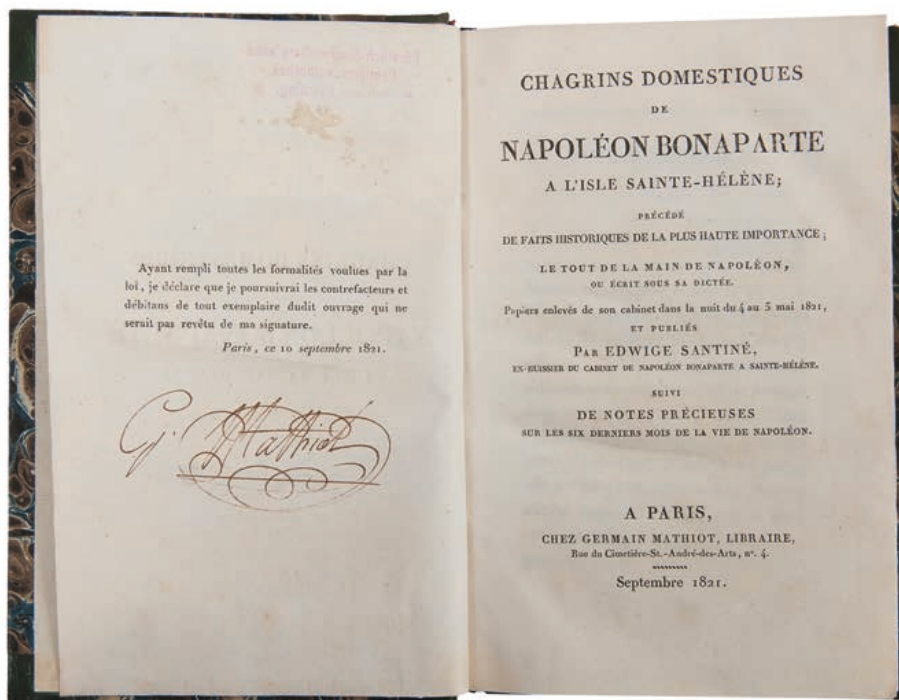 Ayant rempli toutes les formalités voulues par la
loi, je déclare que je poursuivrai les contrefacteurs et
débitans de tout exemplaire dudit ouvrage qui ne
serait pas revêtu de ma signature.
Paris, ce 10 septembre 1821.
G. Mathiot
CHAGRINS DOMESTIQUES
DE
NAPOLÉON BONAPARTE
A L'ISLE SAINTE-HÉLÈNE;
PRÉCÉDÉ
DE FAITS HISTORIQUES DE LA PLUS HAUTE IMPORTANCE;
LE TOUT DE LA MAIN DE NAPOLÉON,
OU ÉCRIT SOUS SA DICTÉE.
Papiers enlevés de son cabinet dans la nuit du 4 au 5 mai 1821,
ET PUBLIÉS
PAR EDWIGE SANTINÉ,
EX-HUISSIER DU CABINET DE NAPOLÉON BONAPARTE A SAINTE-HÉLÈNE.
SUIVI
DE NOTES PRÉCIEUSES
SUR LES SIX DERNIERS MOIS DE LA VIE DE NAPOLÉON.
A PARIS,
CHEZ GERMAIN MATHIOT, LIBRAIRE,
Rue du Cimetière-St.-André-des-Arts, nº. 4.
Septembre 1821.